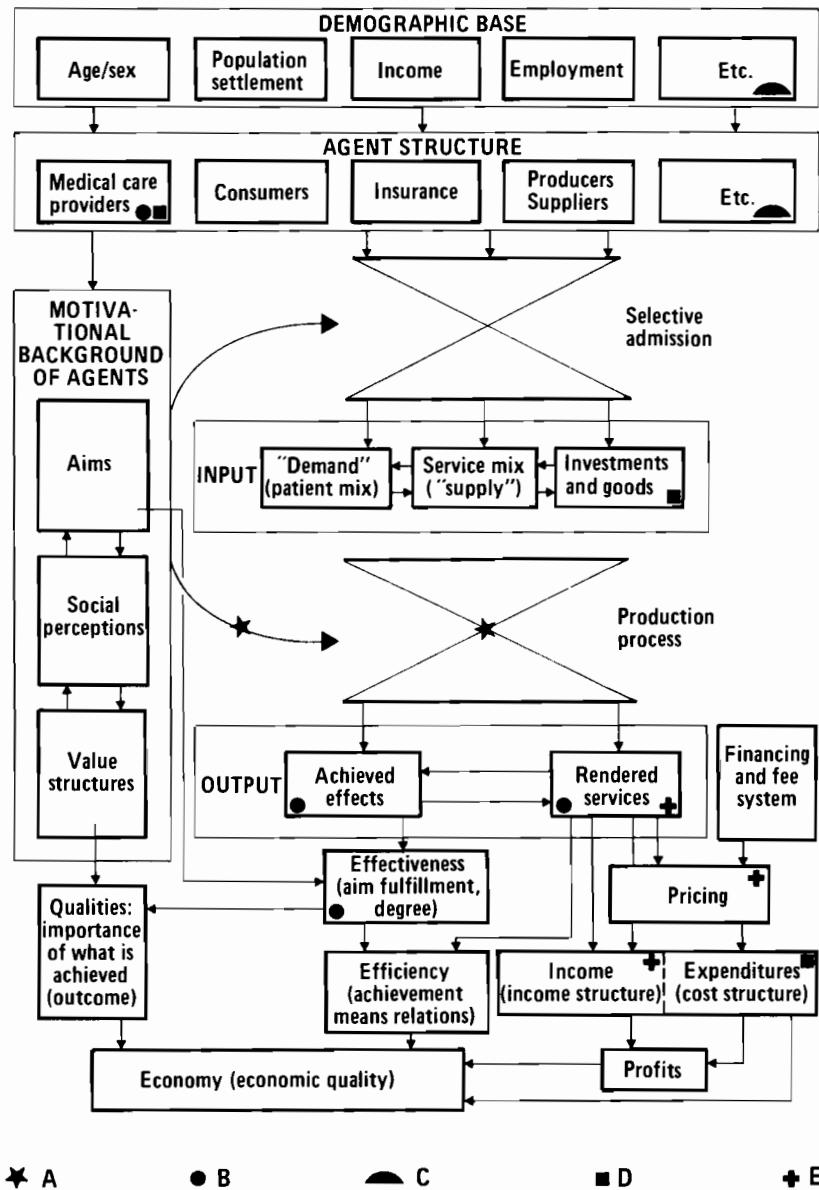 DEMOGRAPHIC BASE
Age/sex
Population
settlement
Income
Employment
Etc.
AGENT STRUCTURE
Medical care
providers
Consumers
Insurance
Producers
Suppliers
Etc.
MOTIVA-
TIONAL
BACKGROUND
OF AGENTS
Aims
Social
perceptions
Value
structures
Selective
admission
INPUT
"Demand"
(patient mix)
Service mix
("supply")
Investments
and goods
Production
process
OUTPUT
Achieved
effects
Rendered
services
Financing
and fee
system
Effectiveness
(aim fulfillment,
degree)
Pricing
Qualities:
importance
of what is
achieved
(outcome)
Efficiency
(achievement
means relations)
Income
(income structure)
Expenditures
(cost structure)
Economy (economic quality)
Profits
A
B
C
D
E